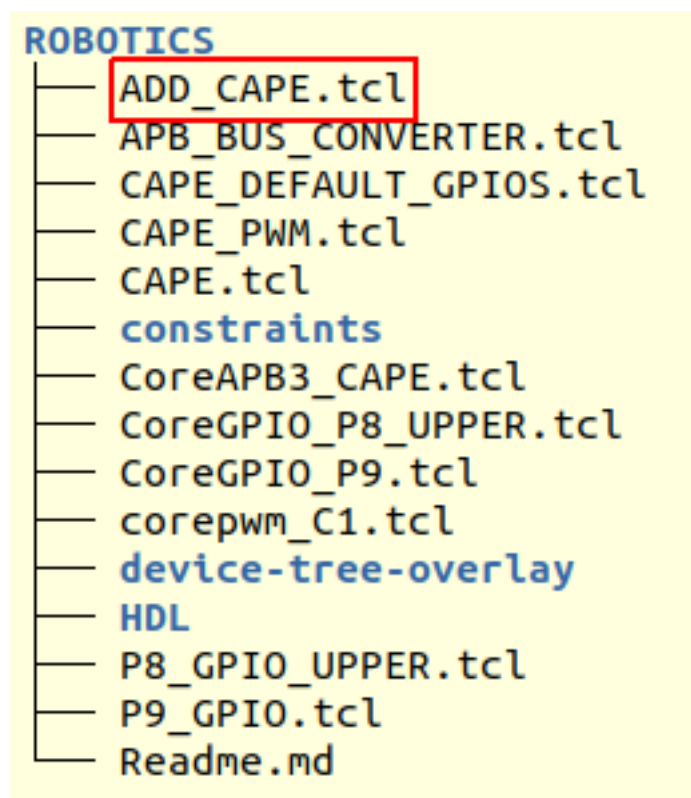 ROBOTICS
ADD_CAPE.tcl
APB_BUS_CONVERTER.tcl
CAPE_DEFAULT_GPIOS.tcl
CAPE_PWM.tcl
CAPE.tcl
constraints
CoreAPB3_CAPE.tcl
CoreGPIO_P8_UPPER.tcl
CoreGPIO_P9.tcl
corepwm_C1.tcl
device-tree-overlay
HDL
P8_GPIO_UPPER.tcl
P9_GPIO.tcl
Readme.md